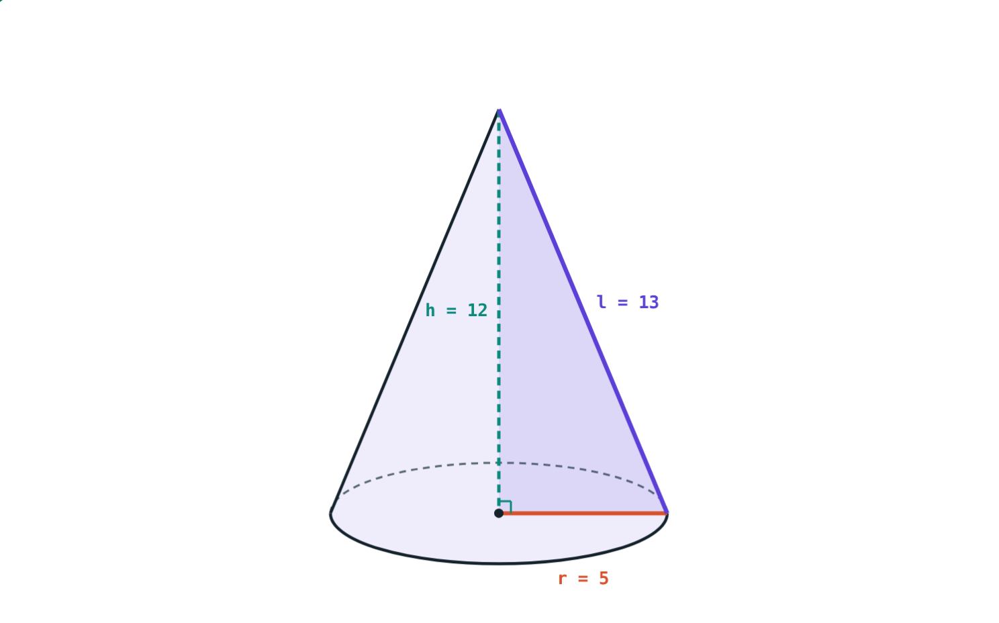 l = 13
h = 12
r = 5